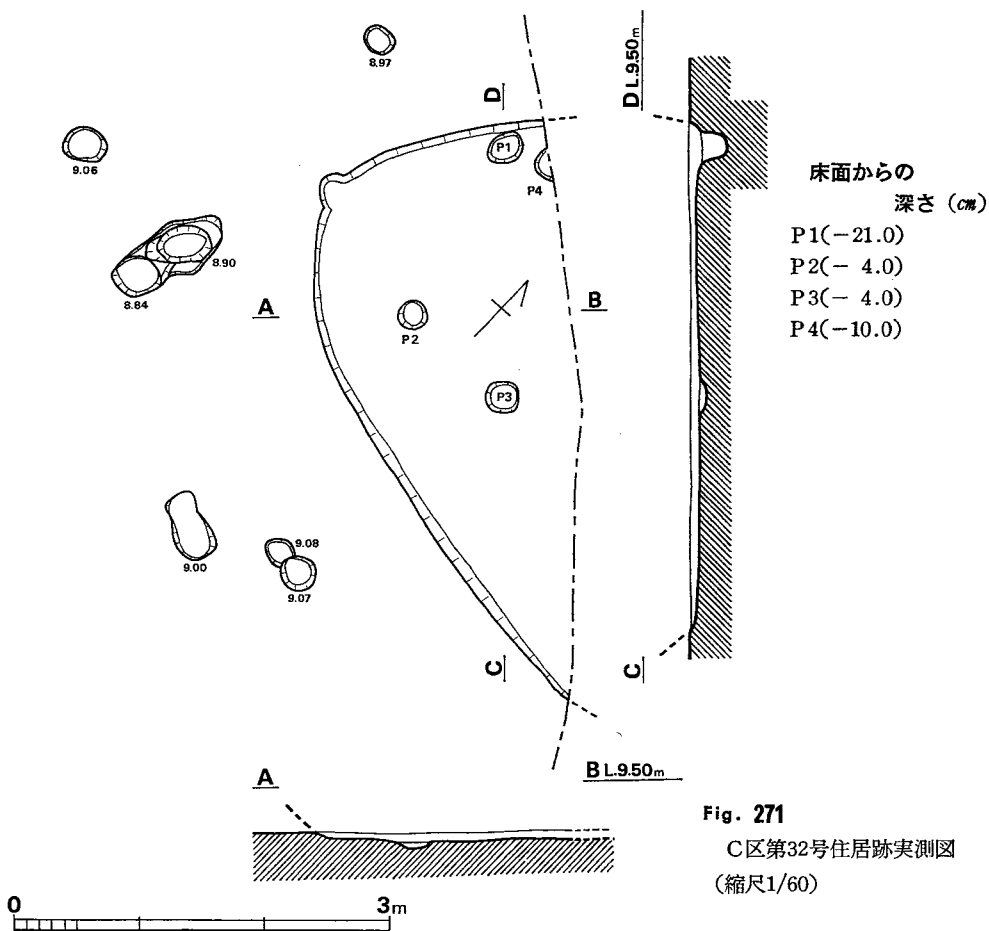 8.97
D
D L.9.50m
P1
P4
9.06
床面からの
深さ(cm)
P1(-21.0)
P2(- 4.0)
P3(- 4.0)
P4(-10.0)
8.90
8.84
A
B
P2
P3
9.08
9.00
9.07
C
C
A
B L.9.50m
Fig. 271
C区第32号住居跡実測図
(縮尺1/60)
0
3m